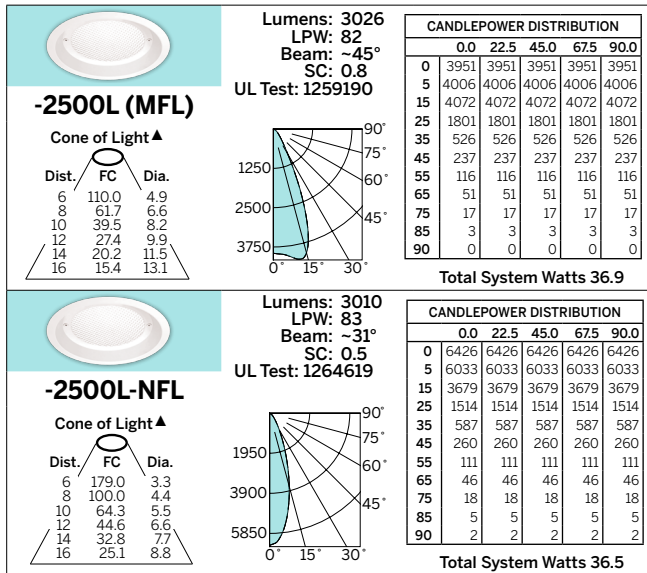 Lumens: 3026
LPW: 82
Beam: ~45°
SC: 0.8
UL Test: 1259190
-2500L (MFL)
Cone of Light▲
Dist. FC Dia.
6 110.0 4.9
8 61.7 6.6
10 39.5 8.2
12 27.4 9.9
14 20.2 11.5
16 15.4 13.1
90°
75°
1250
60°
2500
45°
3750
0° 15° 30°
CANDLEPOWER DISTRIBUTION
0.0 22.5 45.0 67.5 90.0
0 3951 3951 3951 3951 3951
5 4006 4006 4006 4006 4006
15 4072 4072 4072 4072 4072
25 1801 1801 1801 1801 1801
35 526 526 526 526 526
45 237 237 237 237 237
55 116 116 116 116 116
65 51 51 51 51 51
75 17 17 17 17 17
85 3 3 3 3 3
90 0 0 0 0 0
Total System Watts 36.9
Lumens: 3010
LPW: 83
Beam: ~31°
SC: 0.5
UL Test: 1264619
-2500L-NFL
Cone of Light▲
Dist. FC Dia.
6 179.0 3.3
8 100.0 4.4
10 64.3 5.5
12 44.6 6.6
14 32.8 7.7
16 25.1 8.8
90°
75°
1950
60°
3900
45°
5850
0° 15° 30°
CANDLEPOWER DISTRIBUTION
0.0 22.5 45.0 67.5 90.0
0 6426 6426 6426 6426 6426
5 6033 6033 6033 6033 6033
15 3679 3679 3679 3679 3679
25 1514 1514 1514 1514 1514
35 587 587 587 587 587
45 260 260 260 260 260
55 111 111 111 111 111
65 46 46 46 46 46
75 18 18 18 18 18
85 5 5 5 5 5
90 2 2 2 2 2
Total System Watts 36.5